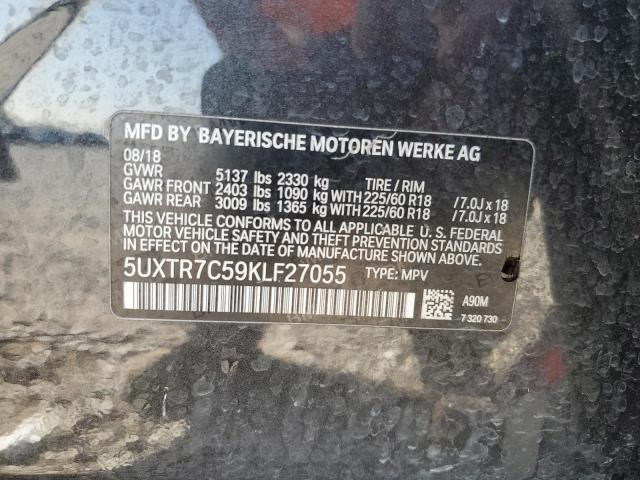 MFD BY BAYERISCHE MOTOREN WERKE AG
08/18
GVWR 5137 lbs 2330 kg TIRE / RIM
GAWR FRONT 2403 lbs 1090 kg WITH 225/60 R18 / 7.0J x 18
GAWR REAR 3009 lbs 1365 kg WITH 225/60 R18 / 7.0J x 18
THIS VEHICLE CONFORMS TO ALL APPLICABLE U. S. FEDERAL
MOTOR VEHICLE SAFETY AND THEFT PREVENTION
STANDARDS IN EFFECT ON THE DATE OF MANUFACTURE SHOWN ABOVE.
5UXTR7C59KLF27055 TYPE: MPV
A90M
7 320 730